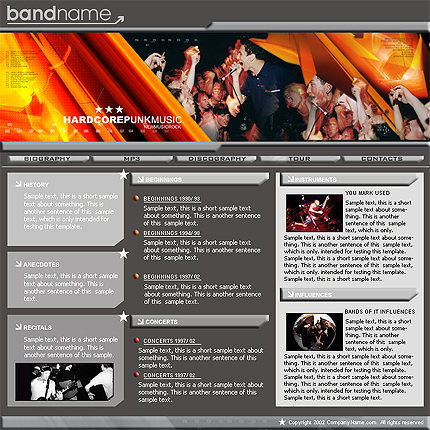 bandname
HARDCOREPUNKMUSIC
NEWMUSICROCK
BIOGRAPHY
MP3
DISCOGRAPHY
TOUR
CONTACTS
HISTORY
Sample text, this is a short sample
text about something. This is
another sentence of this sample
text, which is only intended for
testing this template.
ANECDOTES
Sample text, this is a short sample
text about something. This is
another sentence of this sample
text.
RECITALS
Sample text, this is a short sample
text about something. This is
another sentence of this sample.
BEGINNINGS
BEGINNINGS 1990/93
Sample text, this is a short sample
text about something. This is
another sentence of this sample
text, which is only intended.
BEGINNINGS 1994/96
Sample text, this is a short sample
text about something. This is
another sentence of this sample
text.
BEGINNINGS 1997/02
Sample text, this is a short sample
text about something. This is
another sentence of this sample
text.
CONCERTS
CONCERTS 1997/02
Sample text, this is a short sample text about
something. This is another sentence of this
sample text.
CONCERTS 1997/02
Sample text, this is a short sample text about
something. This is another sentence of this
sample text.
INSTRUMENTS
YOU MARK USED
Sample text, this is a
short sample text
about some-
thing. This is another
sentence of this
sample text, which
is only.
Sample text, this is a short sample text about some-
thing. This is another sentence of this sample text,
which is only. intended for testing this template.
Sample text, this is a short sample text about some-
thing. This is another sentence of this sample text,
which is only. intended for testing this template.
Sample text, this is a short sample text.
INFLUENCES
BANDS OF IT INFLUENCES
Sample text, this is a short
sample text about some-
thing. This is another
sentence of this sample
text, which is only.
Sample text, this is a short sample text about some-
thing. This is another sentence of this sample text,
which is only. intended for testing this template.
Sample text, this is a short sample text about some-
thing. This is another sentence of this sample text.
Copyright 2002 CompanyName.com. All rights reserved